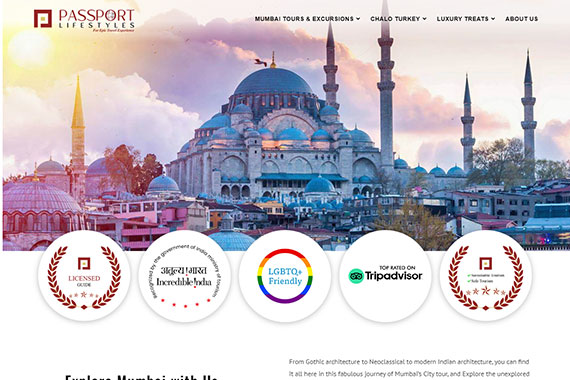 PASSPORT
LIFESTYLES
For Epic Travel Experience
MUMBAI TOURS & EXCURSIONS
CHALO TURKEY
LUXURY TREATS
ABOUT US
LICENSED
GUIDE
Recognized by the government of India ministry of tourism
अतुल्य भारत
Incredible India
LGBTQ+
Friendly
TOP RATED ON
Tripadvisor
Explore Mumbai with Us
From Gothic architecture to Neoclassical to modern Indian architecture, you can find
it all here in this fabulous journey of Mumbai's City tour, and Explore the unexplored